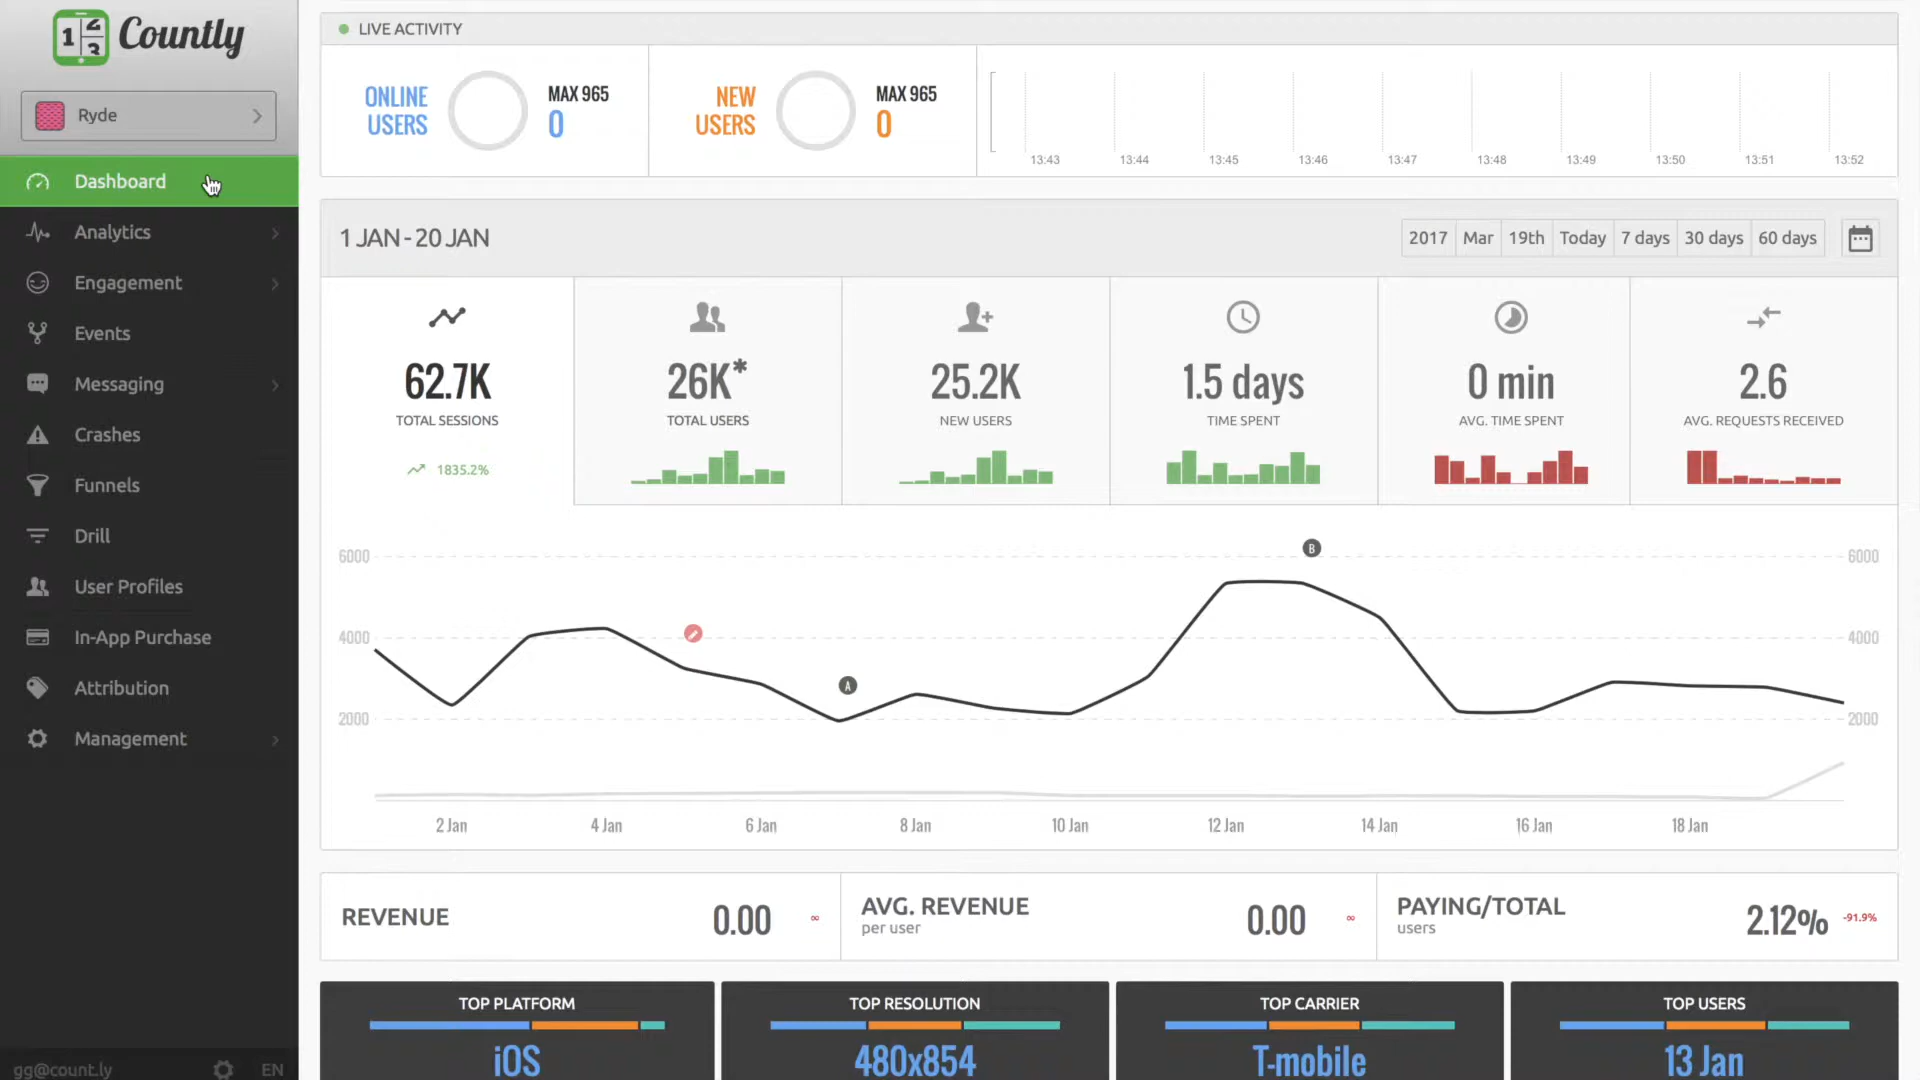 Countly
Ryde
Dashboard
Analytics
Engagement
Events
Messaging
Crashes
Funnels
Drill
User Profiles
In-App Purchase
Attribution
Management
gg@count.ly
EN
LIVE ACTIVITY
ONLINE
USERS
MAX 965
0
NEW
USERS
MAX 965
0
13:43 13:44 13:45 13:46 13:47 13:48 13:49 13:50 13:51 13:52
1 JAN - 20 JAN
2017 Mar 19th Today 7 days 30 days 60 days
62.7K
TOTAL SESSIONS
1835.2%
26K*
TOTAL USERS
25.2K
NEW USERS
1.5 days
TIME SPENT
0 min
AVG. TIME SPENT
2.6
AVG. REQUESTS RECEIVED
6000 6000
B
4000 4000
A
2000 2000
2 Jan 4 Jan 6 Jan 8 Jan 10 Jan 12 Jan 14 Jan 16 Jan 18 Jan
REVENUE
0.00 ∞
AVG. REVENUE
per user
0.00 ∞
PAYING/TOTAL
users
2.12% -91.9%
TOP PLATFORM
iOS
TOP RESOLUTION
480x854
TOP CARRIER
T-mobile
TOP USERS
13 Jan